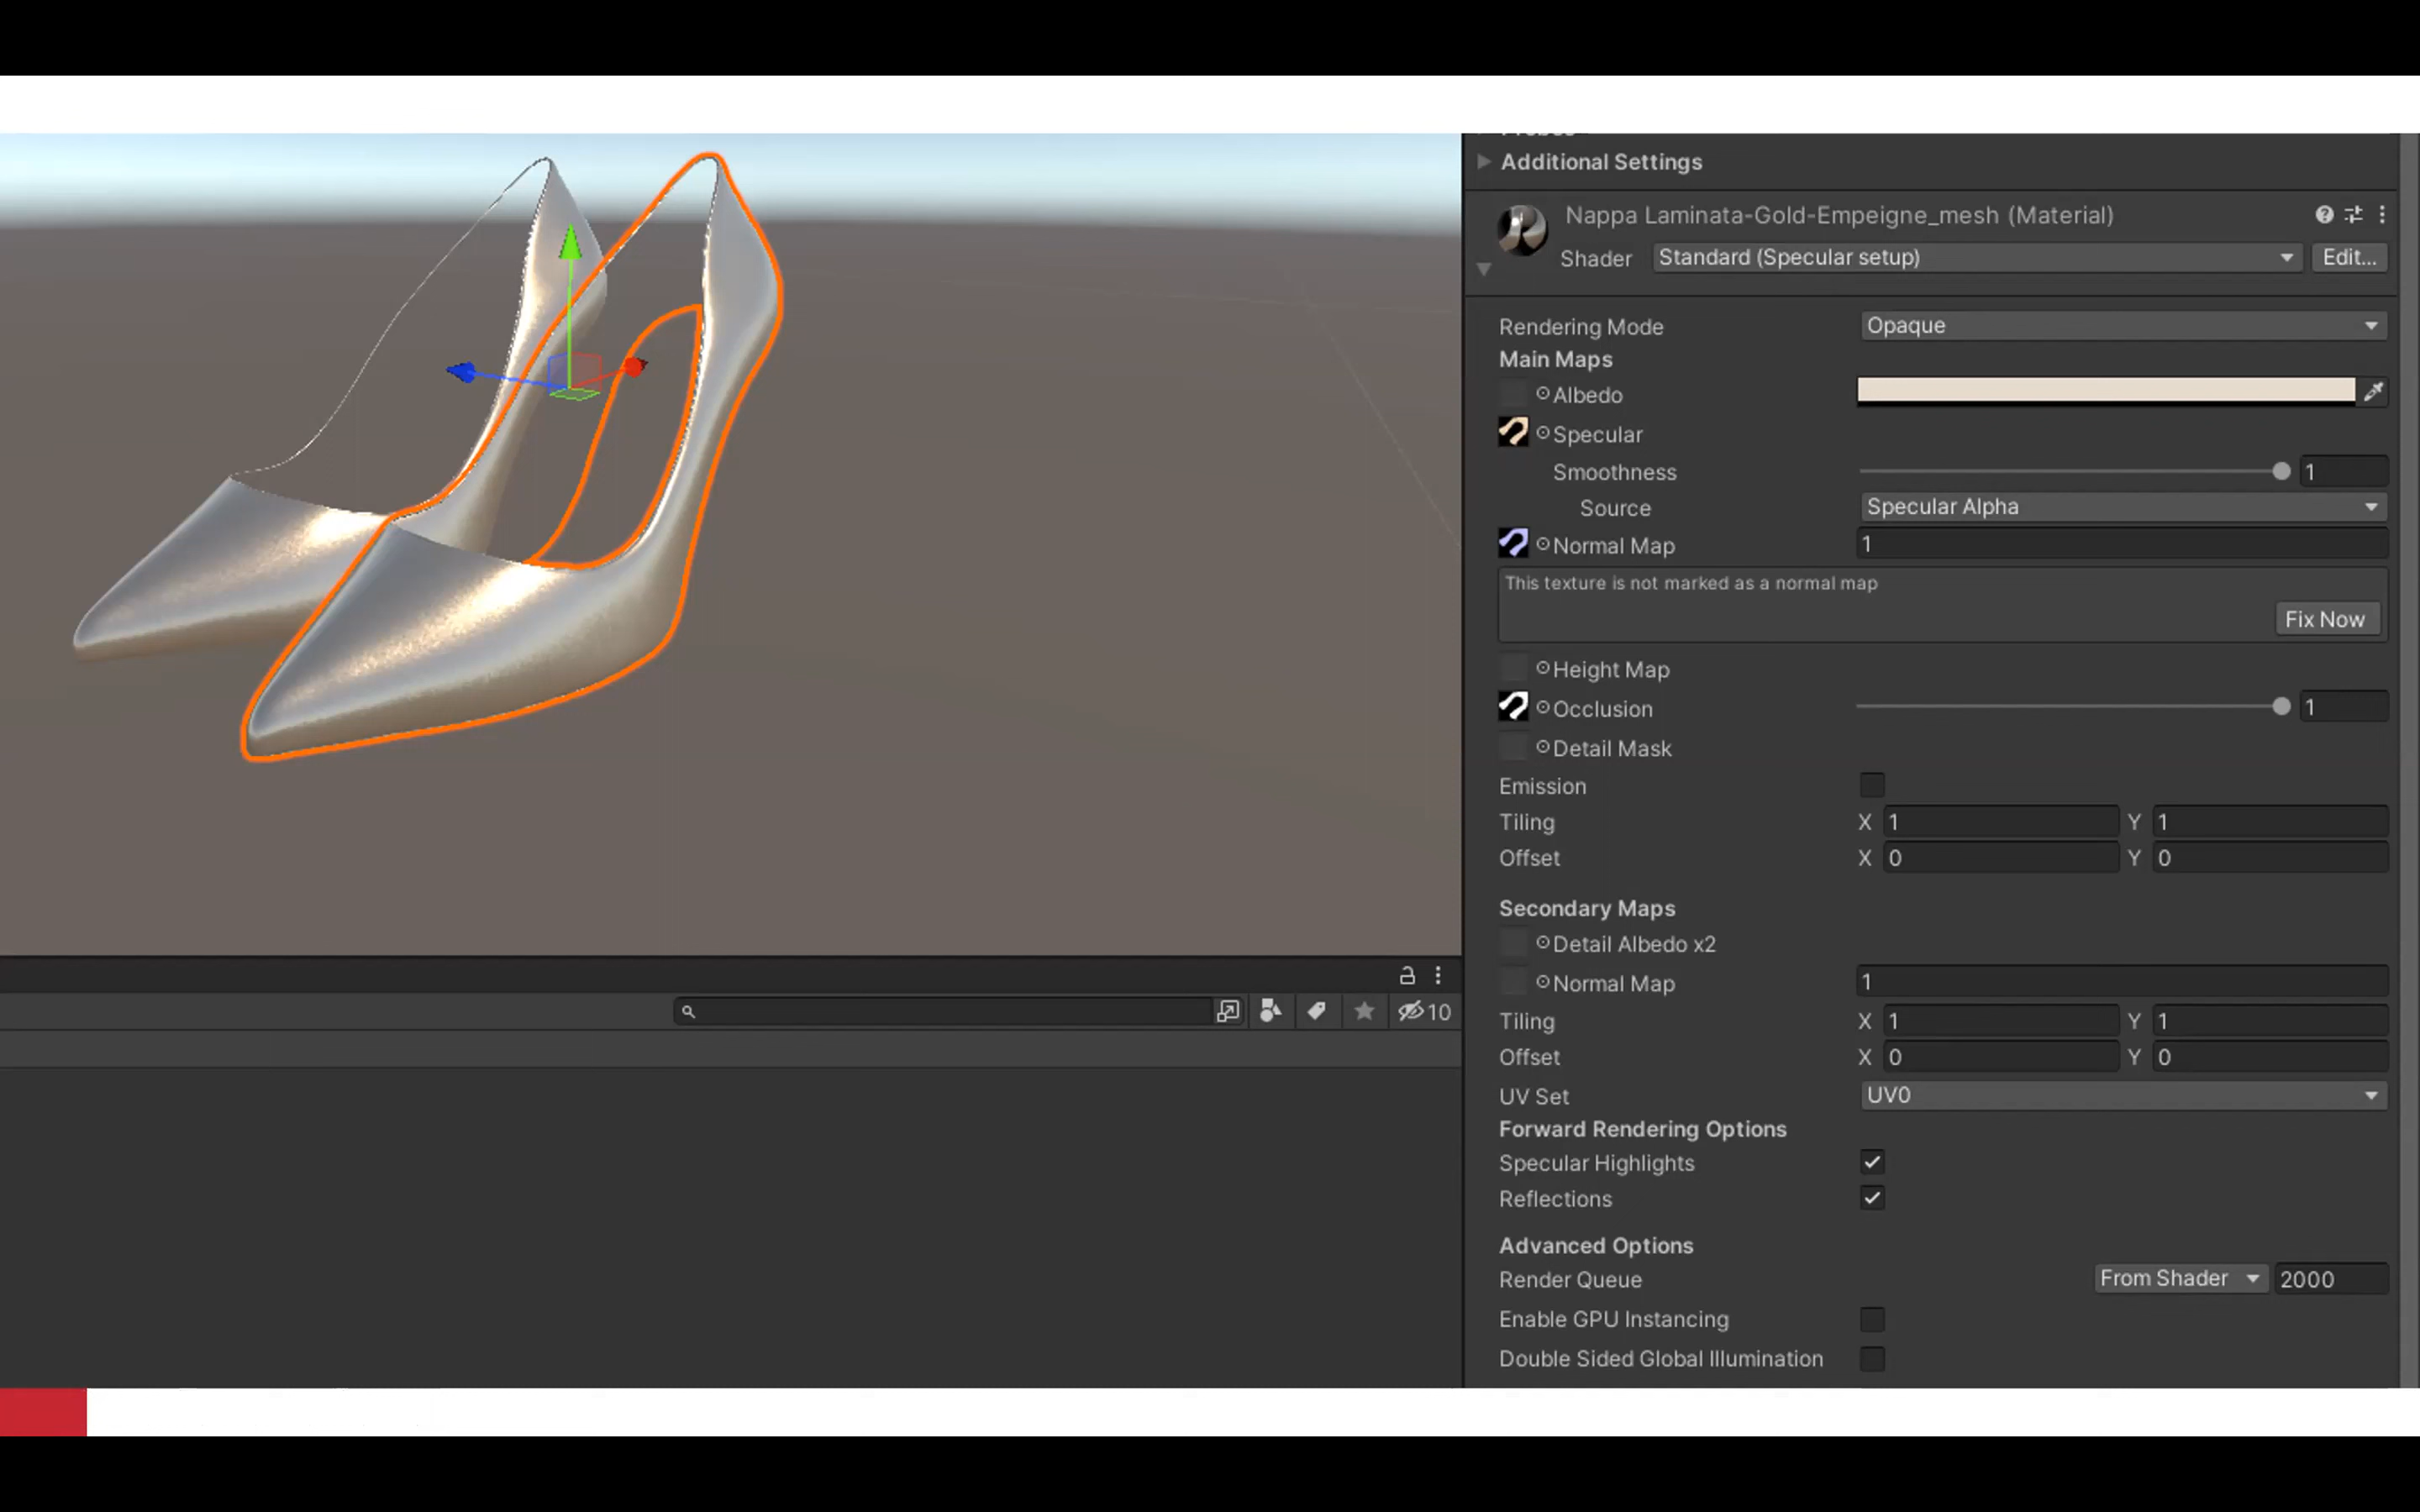 Additional Settings
Nappa Laminata-Gold-Empeigne_mesh (Material)
Shader Standard (Specular setup) Edit...
Rendering Mode Opaque
Main Maps
Albedo
Specular
Smoothness 1
Source Specular Alpha
Normal Map 1
This texture is not marked as a normal map
Fix Now
Height Map
Occlusion 1
Detail Mask
Emission
Tiling X 1 Y 1
Offset X 0 Y 0
Secondary Maps
Detail Albedo x2
Normal Map 1
10
Tiling X 1 Y 1
Offset X 0 Y 0
UV Set UV0
Forward Rendering Options
Specular Highlights
Reflections
Advanced Options
Render Queue From Shader 2000
Enable GPU Instancing
Double Sided Global Illumination